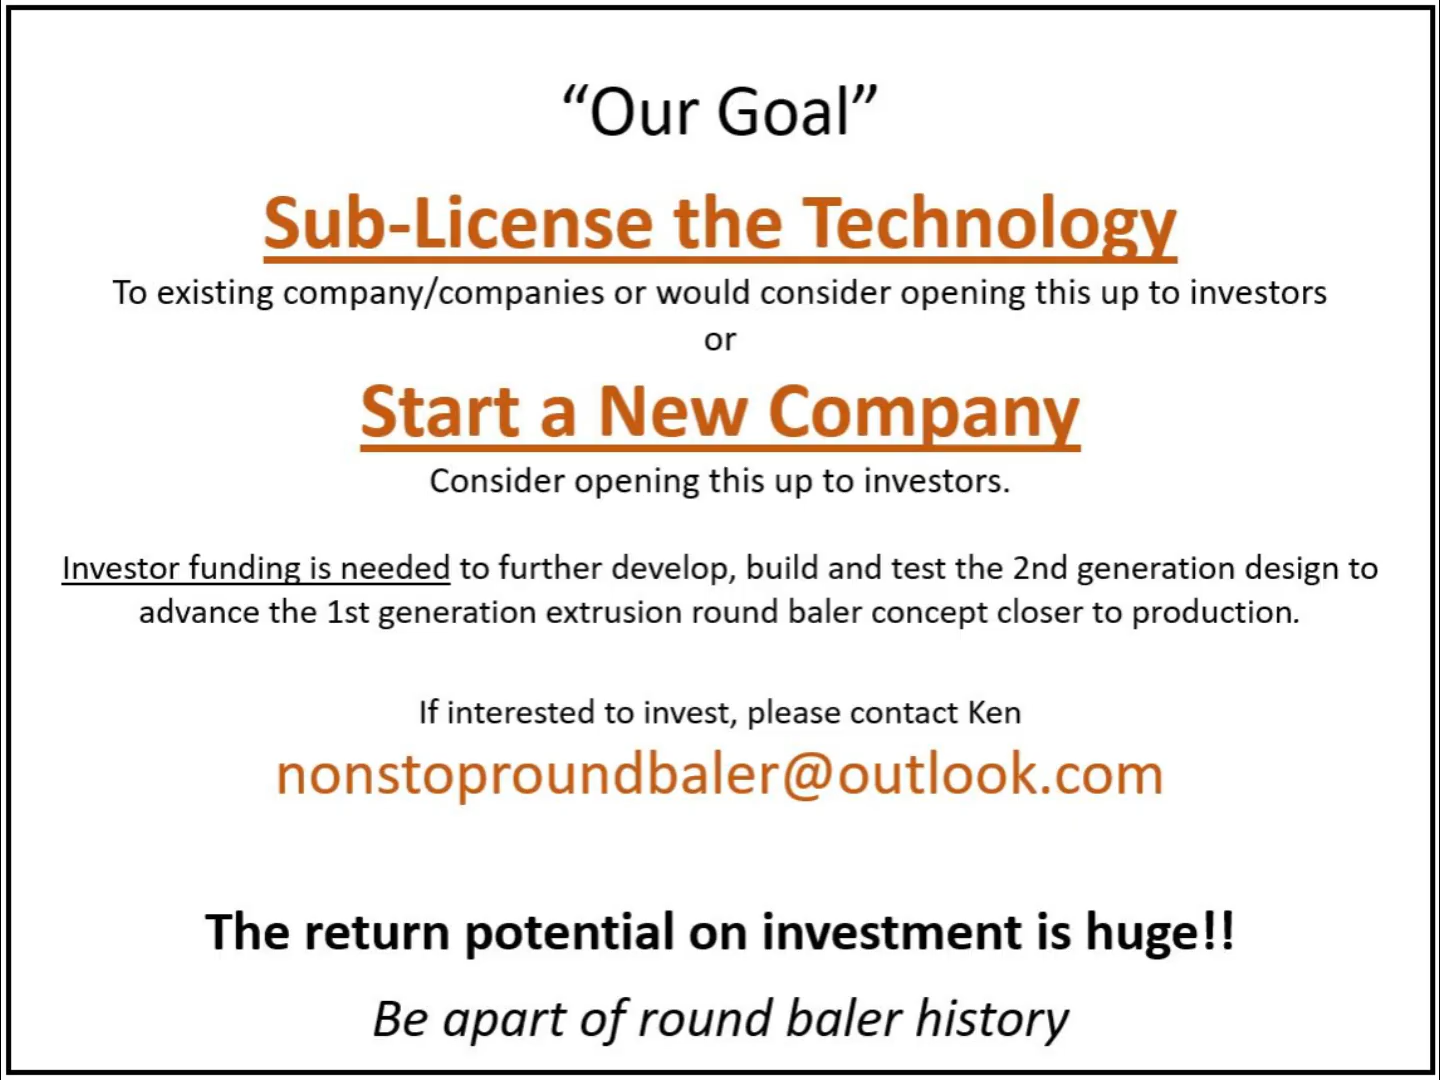 “Our Goal”
Sub-License the Technology
To existing company/companies or would consider opening this up to investors
or
Start a New Company
Consider opening this up to investors.
Investor funding is needed to further develop, build and test the 2nd generation design to
advance the 1st generation extrusion round baler concept closer to production.
If interested to invest, please contact Ken
nonstoproundbaler@outlook.com
The return potential on investment is huge!!
Be apart of round baler history